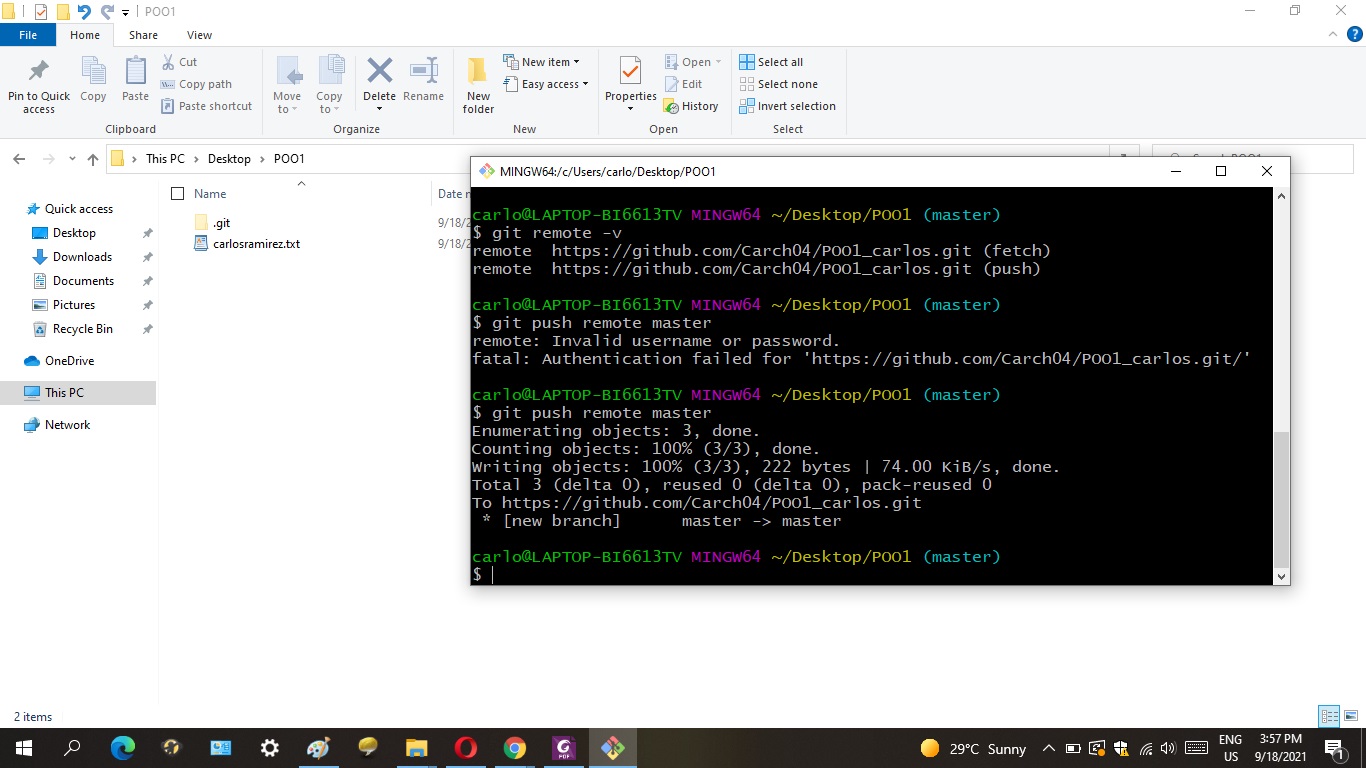 POO1
File Home Share View
Pin to Quick access
Copy
Paste
Cut
Copy path
Paste shortcut
Clipboard
Move to
Copy to
Delete
Rename
Organize
New folder
New item
Easy access
New
Properties
Open
Edit
History
Open
Select all
Select none
Invert selection
Select
This PC > Desktop > POO1
Name
Date
.git 9/18/2
carlosramirez.txt 9/18/2
Quick access
Desktop
Downloads
Documents
Pictures
Recycle Bin
OneDrive
This PC
Network
2 items
MINGW64:/c/Users/carlo/Desktop/POO1
carlo@LAPTOP-BI6613TV MINGW64 ~/Desktop/POO1 (master)
$ git remote -v
remote  https://github.com/Carch04/POO1_carlos.git (fetch)
remote  https://github.com/Carch04/POO1_carlos.git (push)
carlo@LAPTOP-BI6613TV MINGW64 ~/Desktop/POO1 (master)
$ git push remote master
remote: Invalid username or password.
fatal: Authentication failed for 'https://github.com/Carch04/POO1_carlos.git/'
carlo@LAPTOP-BI6613TV MINGW64 ~/Desktop/POO1 (master)
$ git push remote master
Enumerating objects: 3, done.
Counting objects: 100% (3/3), done.
Writing objects: 100% (3/3), 222 bytes | 74.00 KiB/s, done.
Total 3 (delta 0), reused 0 (delta 0), pack-reused 0
To https://github.com/Carch04/POO1_carlos.git
 * [new branch]      master -> master
carlo@LAPTOP-BI6613TV MINGW64 ~/Desktop/POO1 (master)
$
PDF
29°C Sunny
ENG
US
3:57 PM
9/18/2021
1